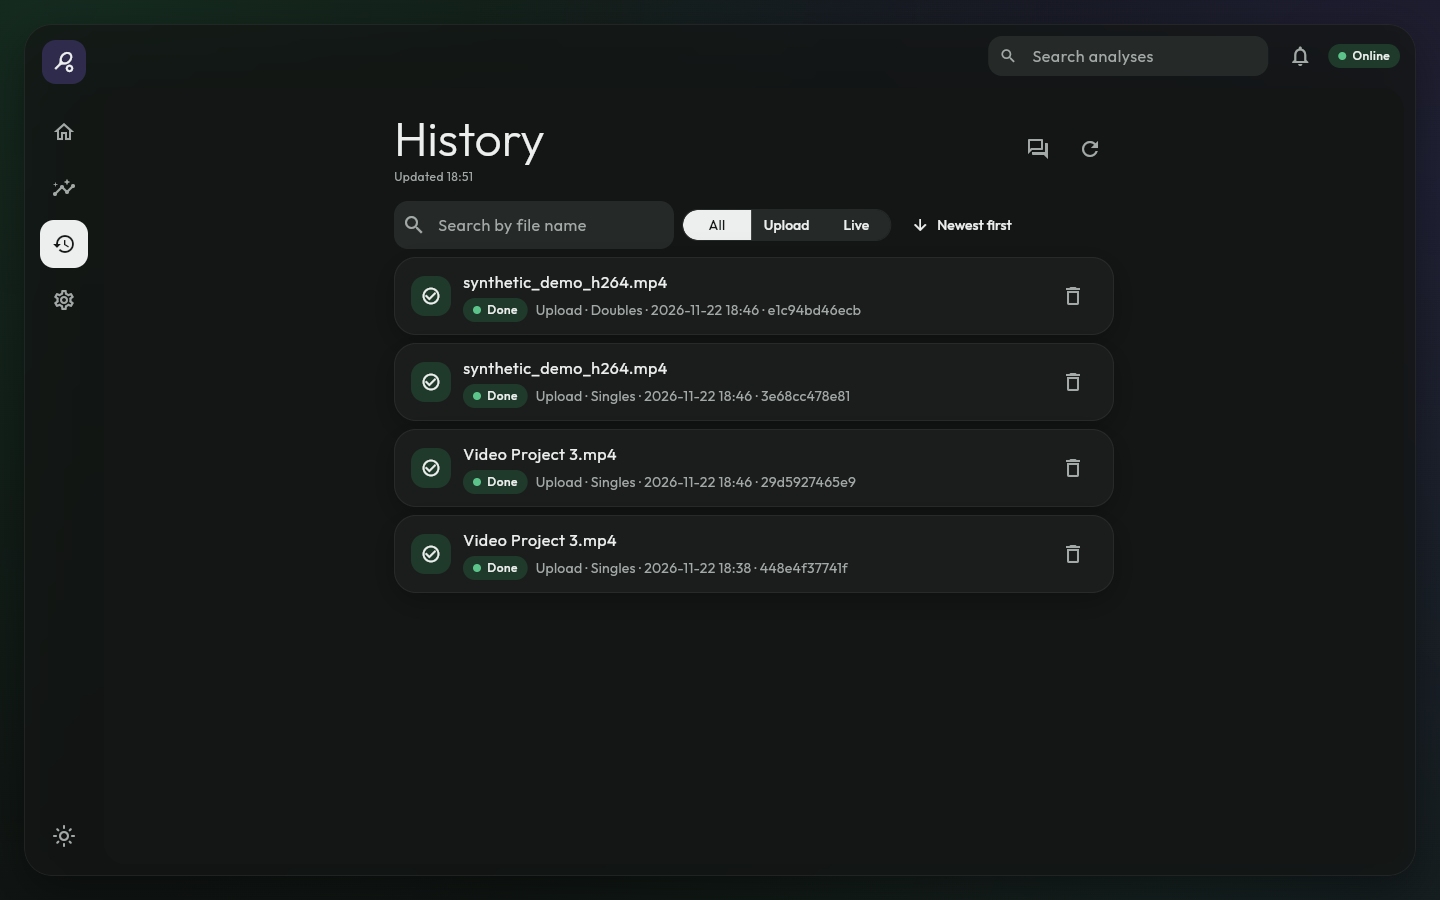 Search analyses
Online
History
Updated 18:51
Search by file name
All
Upload
Live
Newest first
synthetic_demo_h264.mp4
Done
Upload · Doubles · 2026-11-22 18:46 · e1c94bd46ecb
synthetic_demo_h264.mp4
Done
Upload · Singles · 2026-11-22 18:46 · 3e68cc478e81
Video Project 3.mp4
Done
Upload · Singles · 2026-11-22 18:46 · 29d5927465e9
Video Project 3.mp4
Done
Upload · Singles · 2026-11-22 18:38 · 448e4f37741f